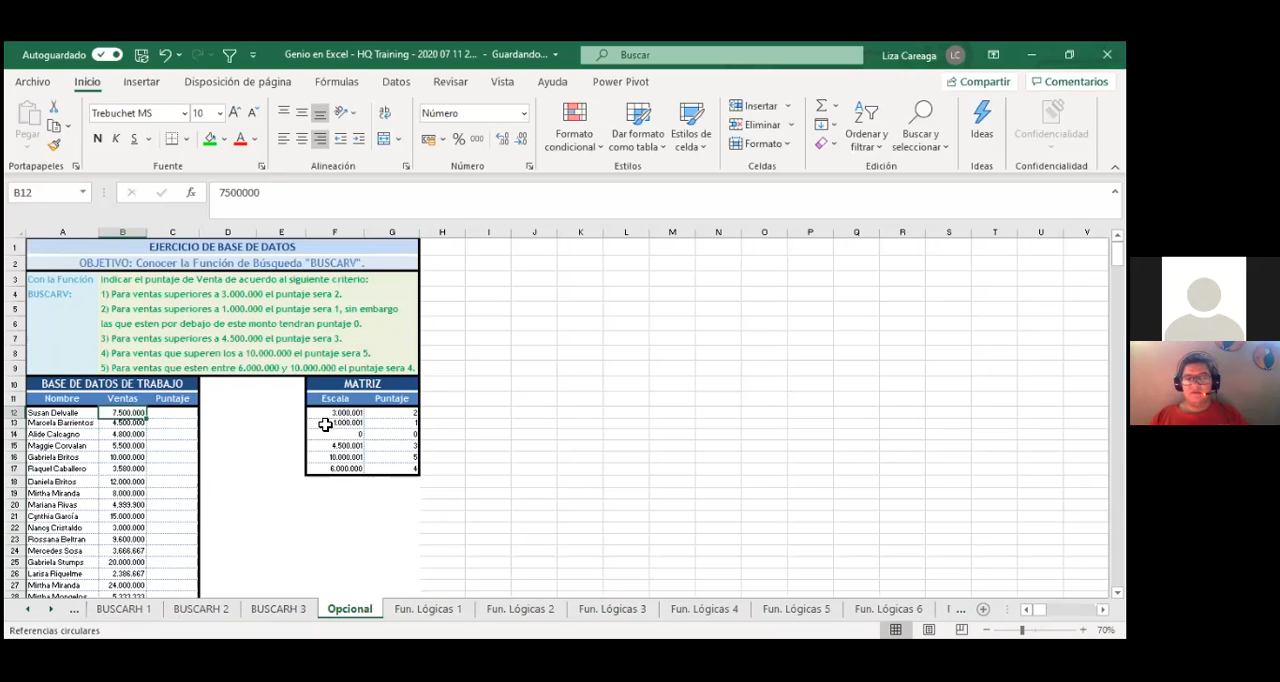 Autoguardado Genio en Excel - HQ Training - 2020 07 11 2... - Guardando... Buscar Liza Careaga LC
Archivo Inicio Insertar Disposición de página Fórmulas Datos Revisar Vista Ayuda Power Pivot Compartir Comentarios
Pegar Trebuchet MS 10 Número Formato condicional Dar formato como tabla Estilos de celda Insertar Eliminar Formato Ordenar y filtrar Buscar y seleccionar Ideas Confidencialidad
N K S % 000
Portapapeles Fuente Alineación Número Estilos Celdas Edición Ideas Confidencialidad
B12 fx 7500000
A B C D E F G H I J K L M N O P Q R S T U V
1 EJERCICIO DE BASE DE DATOS
2 OBJETIVO: Conocer la Función de Búsqueda "BUSCARV".
3 Con la Función Indicar el puntaje de Venta de acuerdo al siguiente criterio:
4 BUSCARV: 1) Para ventas superiores a 3.000.000 el puntaje sera 2.
5 2) Para ventas superiores a 1.000.000 el puntaje sera 1, sin embargo
6 las que esten por debajo de este monto tendran puntaje 0.
7 3) Para ventas superiores a 4.500.000 el puntaje sera 3.
8 4) Para ventas que superen los a 10.000.000 el puntaje sera 5.
9 5) Para ventas que esten entre 6.000.000 y 10.000.000 el puntaje sera 4.
10 BASE DE DATOS DE TRABAJO MATRIZ
11 Nombre Ventas Puntaje Escala Puntaje
12 Susan Delvalle 7.500.000 3.000.001 2
13 Marcela Barrientos 4.500.000 1.000.001 1
14 Alide Calcagno 4.800.000 0 0
15 Maggie Corvalan 5.500.000 4.500.001 3
16 Gabriela Britos 10.000.000 10.000.001 5
17 Raquel Caballero 3.580.000 6.000.000 4
18 Daniela Britos 12.000.000
19 Mirtha Miranda 8.000.000
20 Mariana Rivas 4.999.900
21 Cynthia García 15.000.000
22 Nancy Cristaldo 3.000.000
23 Rossana Beltran 9.600.000
24 Mercedes Sosa 3.666.667
25 Gabriela Stumps 20.000.000
26 Larisa Riquelme 2.386.667
27 Mirtha Miranda 24.000.000
28 Mirtha Mongelos 5.333.333
... BUSCARH 1 BUSCARH 2 BUSCARH 3 Opcional Fun. Lógicas 1 Fun. Lógicas 2 Fun. Lógicas 3 Fun. Lógicas 4 Fun. Lógicas 5 Fun. Lógicas 6 ...
Referencias circulares 70%